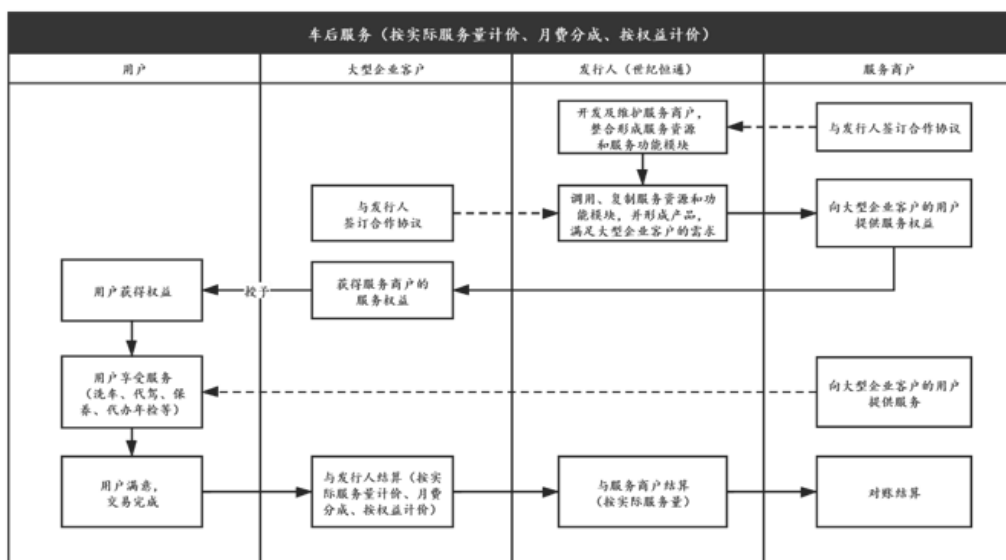 车后服务（按实际服务量计价、月费分成、按权益计价）
用户
大型企业客户
发行人（世纪恒通）
服务商户
开发及维护服务商户，
整合形成服务资源
和服务功能模块
与发行人签订合作协议
与发行人
签订合作协议
调用、复制服务资源和功
能模块，并形成产品，
满足大型企业客户的需求
向大型企业客户的用户
提供服务权益
用户获得权益
授予
获得服务商户的
服务权益
用户享受服务
（洗车、代驾、保
养、代办年检等）
向大型企业客户的用户
提供服务
用户满意，
交易完成
与发行人结算（按实
际服务量计价、月费
分成、按权益计价）
与服务商户结算
（按实际服务量）
对账结算